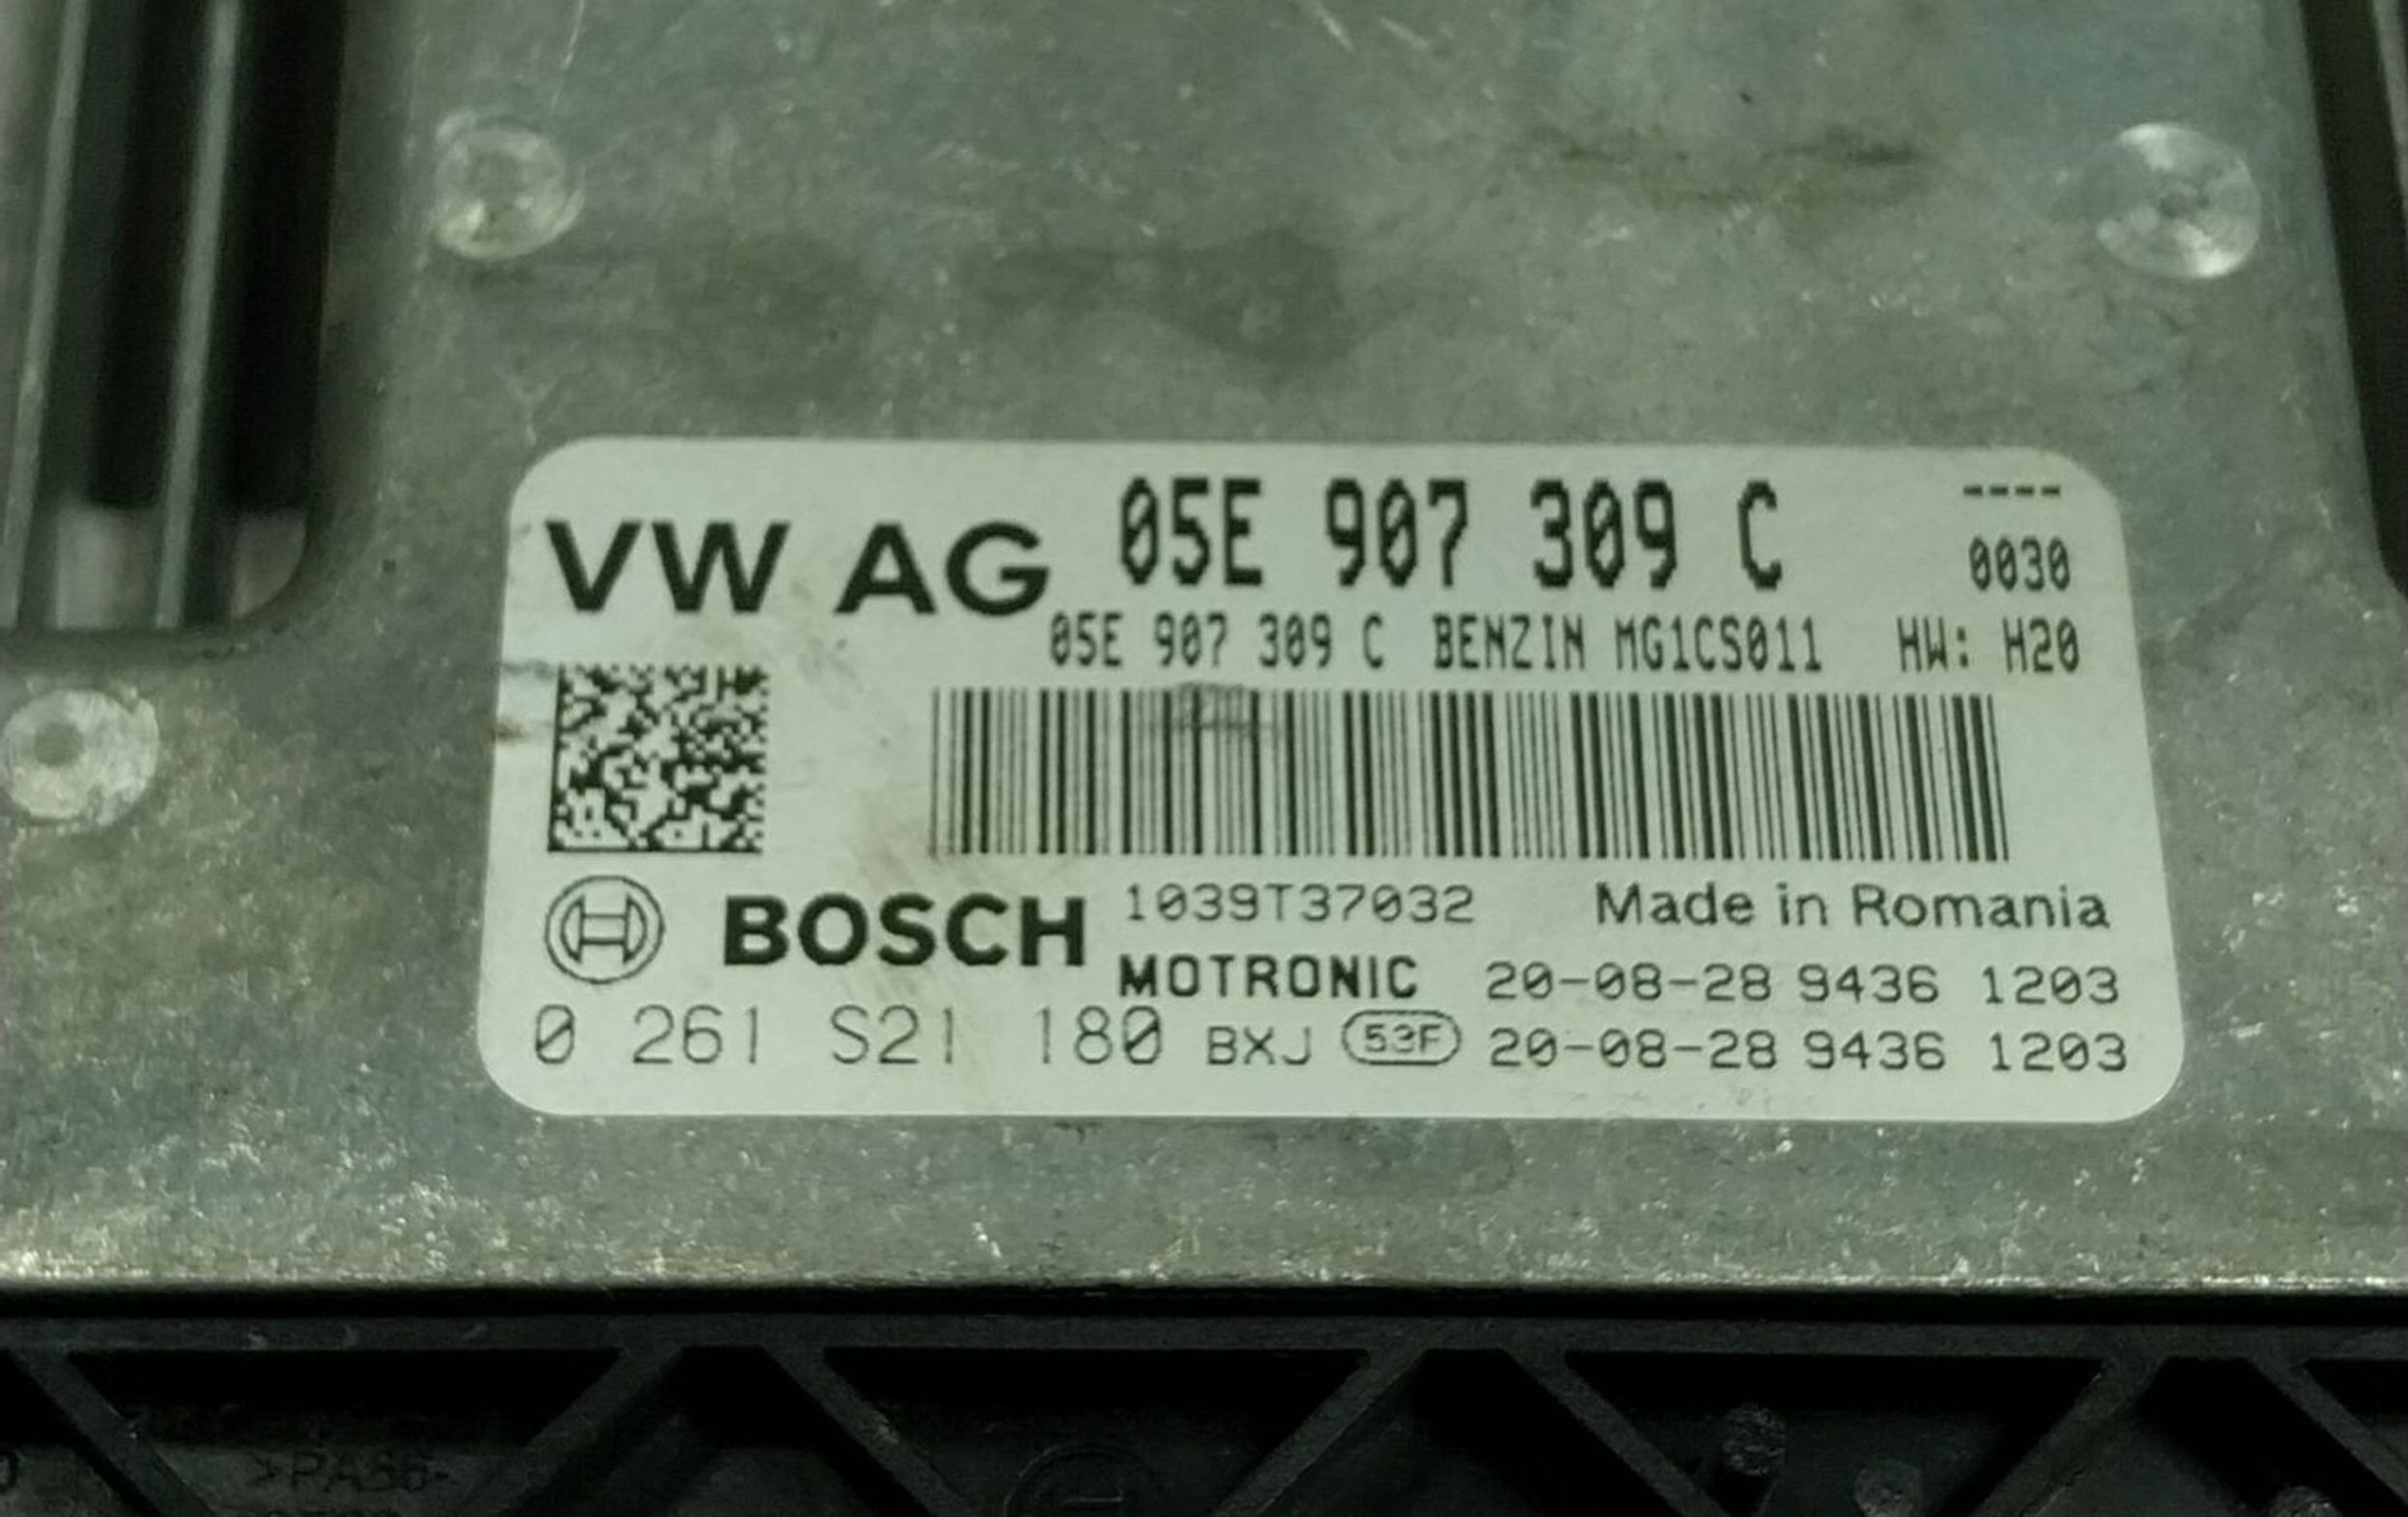 VW AG 05E 907 309 C ----
0030
05E 907 309 C BENZIN MG1CS011 HW: H20
BOSCH 1039T37032 Made in Romania
MOTRONIC 20-08-28 9436 1203
0 261 S21 180 BXJ 53F 20-08-28 9436 1203
>PA66-